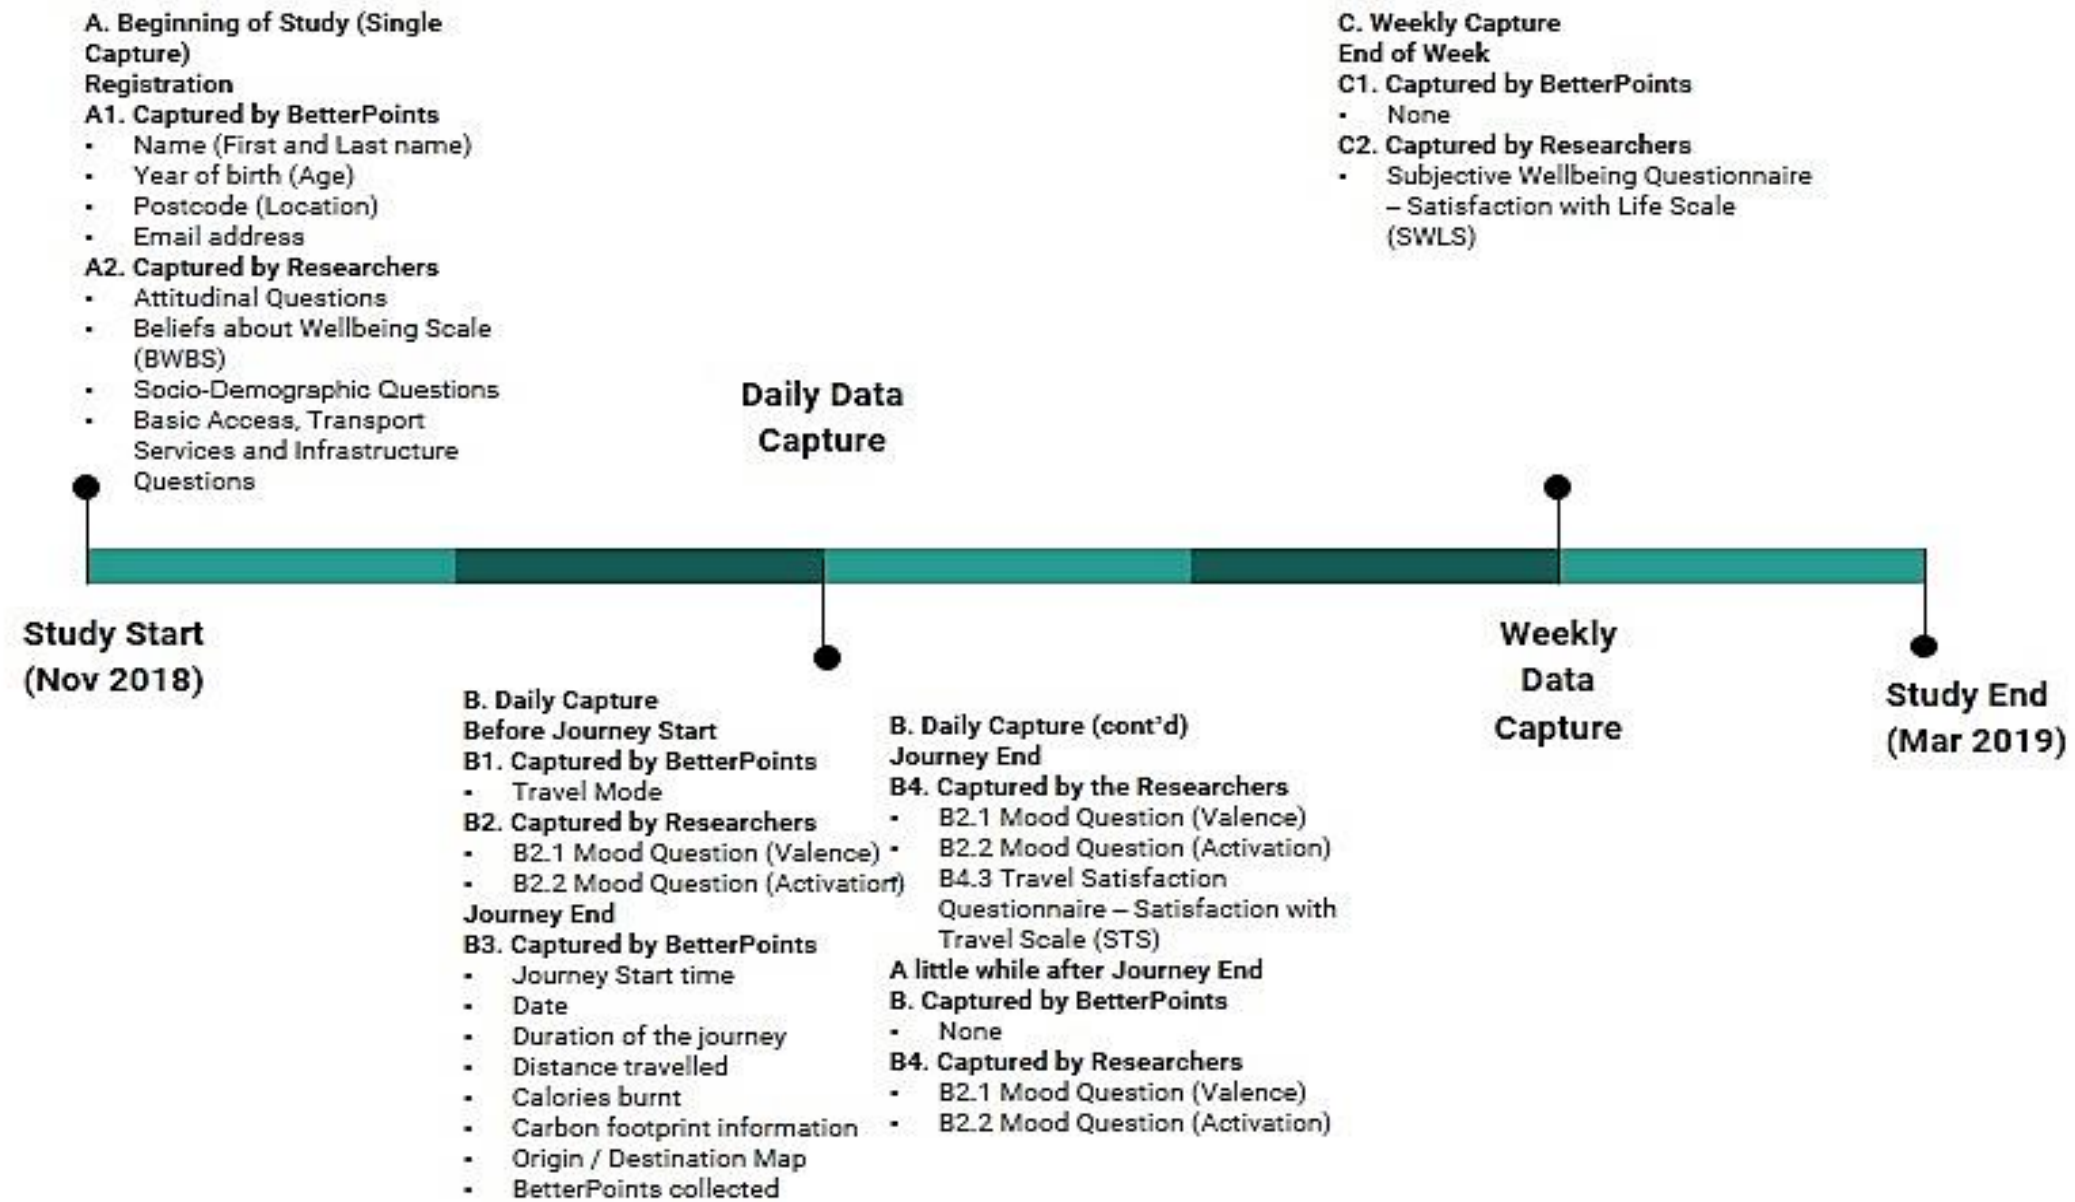 A. Beginning of Study (Single
Capture)
Registration
A1. Captured by BetterPoints
· Name (First and Last name)
· Year of birth (Age)
· Postcode (Location)
· Email address
A2. Captured by Researchers
· Attitudinal Questions
· Beliefs about Wellbeing Scale
(BWBS)
· Socio-Demographic Questions
· Basic Access, Transport
Services and Infrastructure
Questions
C. Weekly Capture
End of Week
C1. Captured by BetterPoints
· None
C2. Captured by Researchers
· Subjective Wellbeing Questionnaire
– Satisfaction with Life Scale
(SWLS)
Daily Data
Capture
Study Start
(Nov 2018)
Weekly
Data
Capture
Study End
(Mar 2019)
B. Daily Capture
Before Journey Start
B1. Captured by BetterPoints
· Travel Mode
B2. Captured by Researchers
· B2.1 Mood Question (Valence)
· B2.2 Mood Question (Activation)
Journey End
B3. Captured by BetterPoints
· Journey Start time
· Date
· Duration of the journey
· Distance travelled
· Calories burnt
· Carbon footprint information
· Origin / Destination Map
· BetterPoints collected
B. Daily Capture (cont'd)
Journey End
B4. Captured by the Researchers
· B2.1 Mood Question (Valence)
· B2.2 Mood Question (Activation)
· B4.3 Travel Satisfaction
Questionnaire – Satisfaction with
Travel Scale (STS)
A little while after Journey End
B. Captured by BetterPoints
· None
B4. Captured by Researchers
· B2.1 Mood Question (Valence)
· B2.2 Mood Question (Activation)